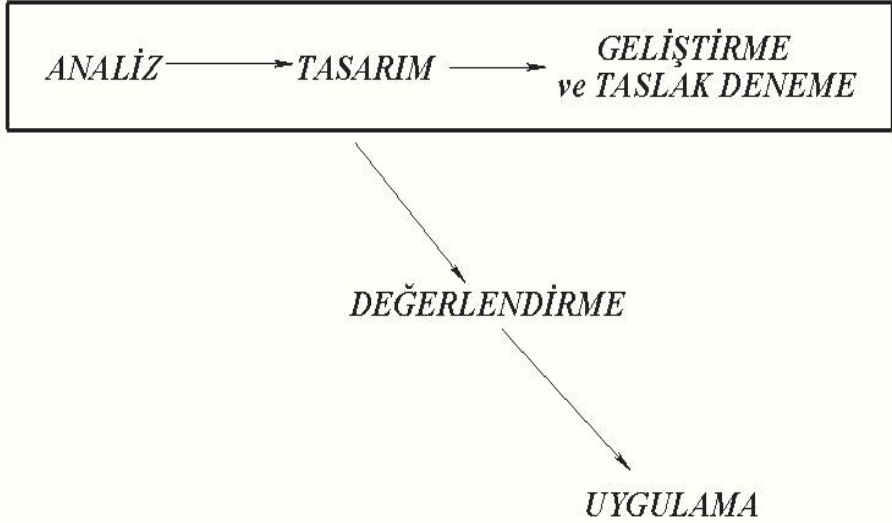 ANALİZ
TASARIM
GELİŞTİRME
ve TASLAK DENEME
DEĞERLENDİRME
UYGULAMA